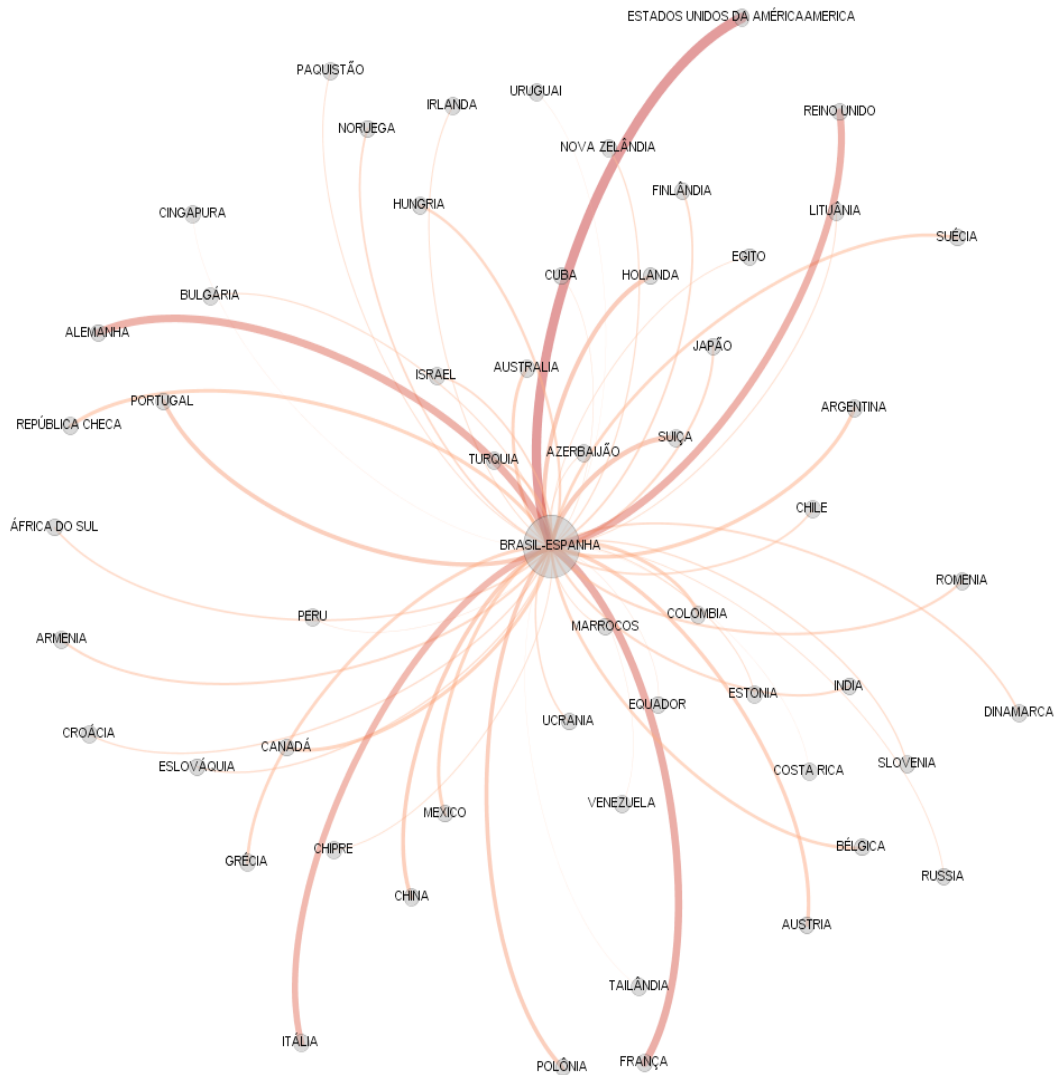 ESTADOS UNIDOS DA AMÉRICAAMERICA
PAQUISTÃO
URUGUAI
IRLANDA
REINO UNIDO
NORUEGA
NOVA ZELÂNDIA
FINLÂNDIA
HUNGRIA
CINGAPURA
LITUÂNIA
SUÉCIA
EGITO
CUBA
HOLANDA
BULGÁRIA
ALEMANHA
JAPÃO
ISRAEL
AUSTRALIA
PORTUGAL
ARGENTINA
REPÚBLICA CHECA
SUIÇA
AZERBAIJÃO
TURQUIA
CHILE
ÁFRICA DO SUL
BRASIL-ESPANHA
ROMENIA
PERU
COLOMBIA
MARROCOS
ARMENIA
INDIA
ESTONIA
EQUADOR
DINAMARCA
UCRANIA
CROÁCIA
CANADÁ
ESLOVÁQUIA
SLOVENIA
COSTA RICA
VENEZUELA
MEXICO
BÉLGICA
CHIPRE
GRÉCIA
RUSSIA
CHINA
AUSTRIA
TAILÂNDIA
ITÁLIA
FRANÇA
POLÔNIA